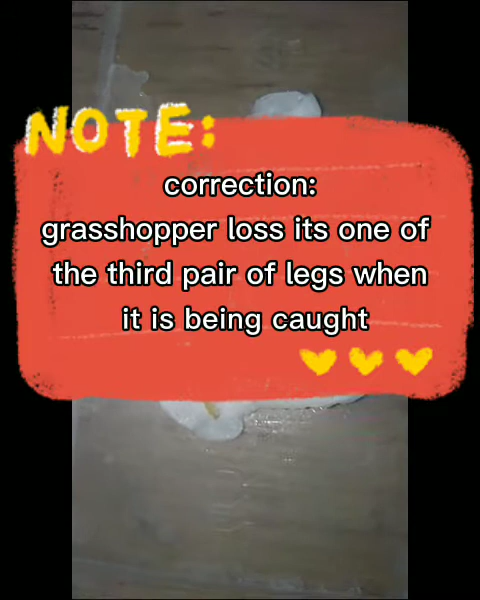 NOTE:
correction:
grasshopper loss its one of
the third pair of legs when
it is being caught